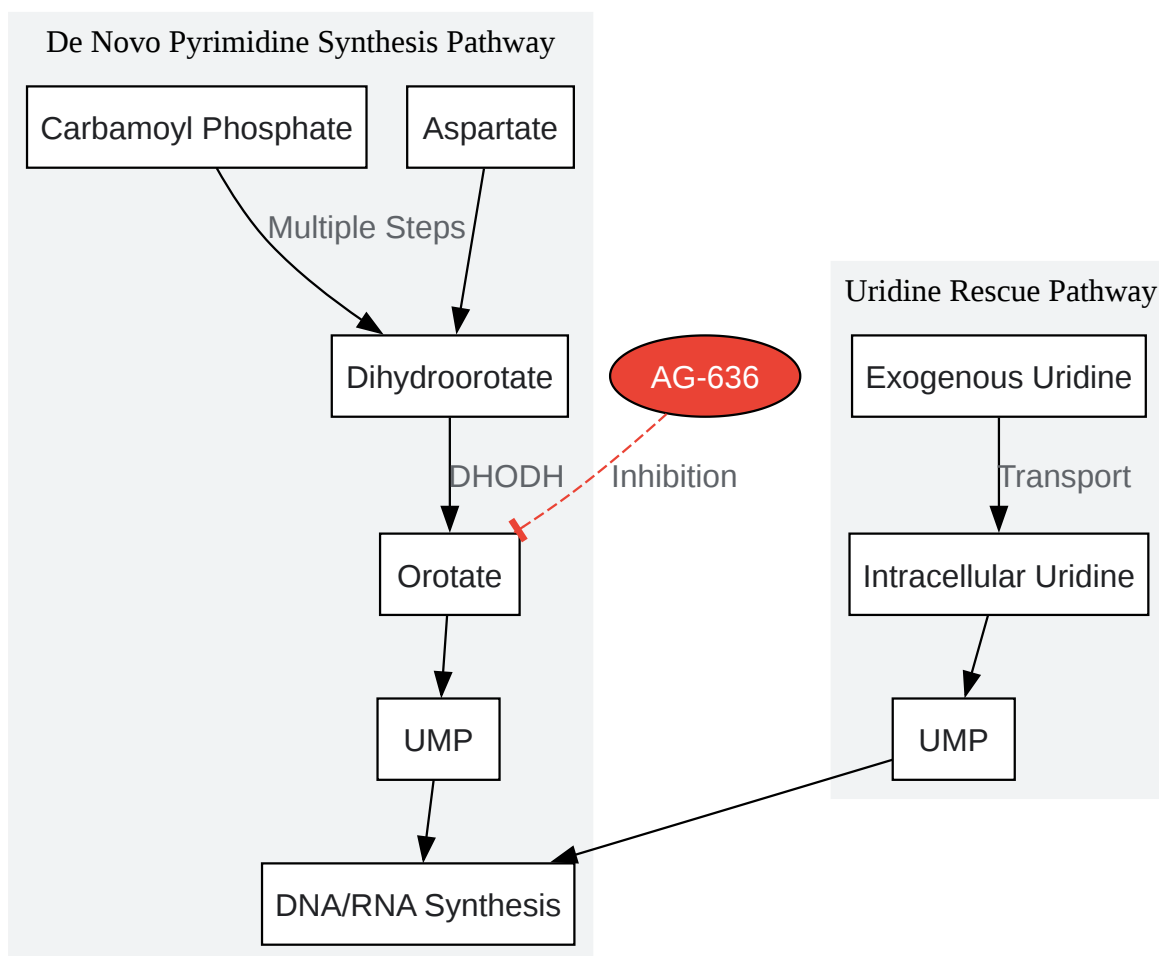 De Novo Pyrimidine Synthesis Pathway
Carbamoyl Phosphate
Aspartate
Multiple Steps
Dihydroorotate
DHODH
AG-636
Inhibition
Orotate
UMP
DNA/RNA Synthesis
Uridine Rescue Pathway
Exogenous Uridine
Transport
Intracellular Uridine
UMP